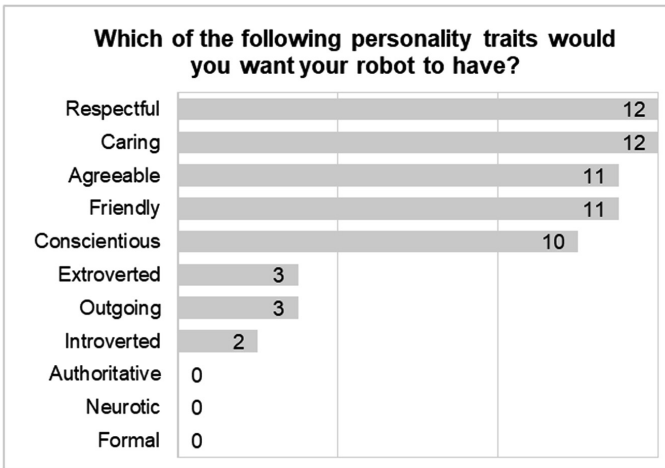 Which of the following personality traits would
you want your robot to have?
Respectful 12
Caring 12
Agreeable 11
Friendly 11
Conscientious 10
Extroverted 3
Outgoing 3
Introverted 2
Authoritative 0
Neurotic 0
Formal 0